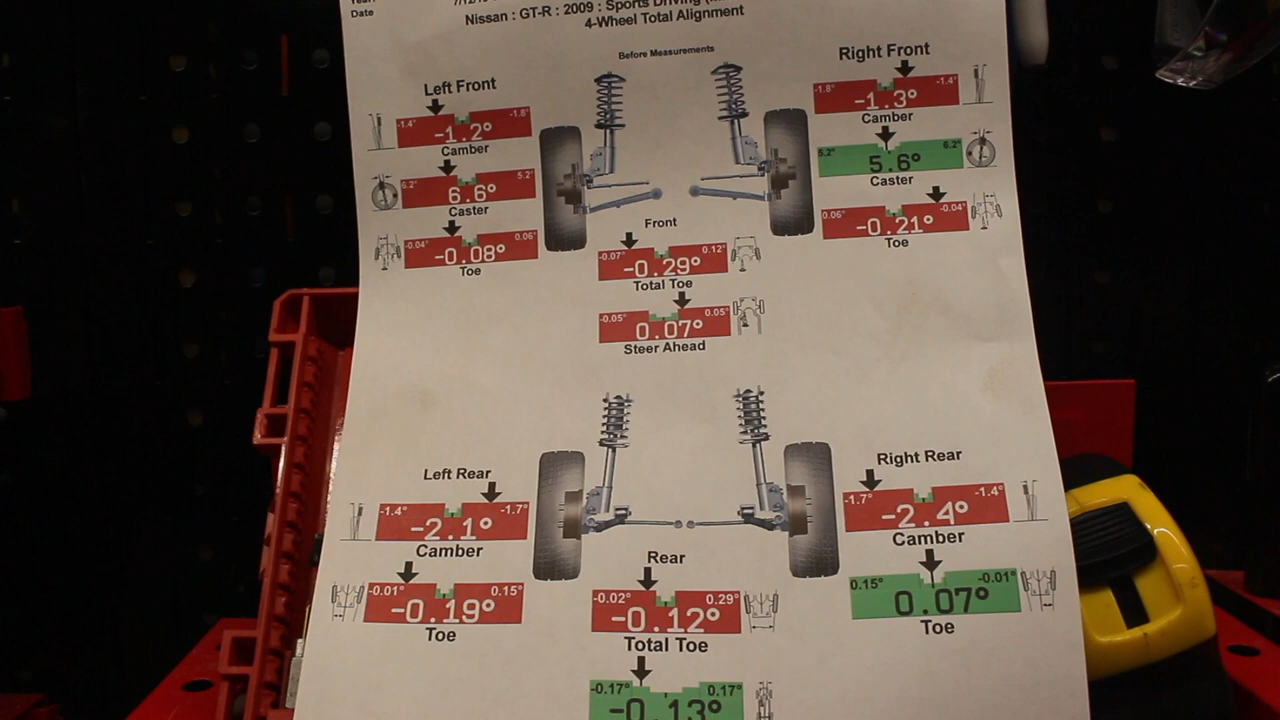 Date
Nissan : GT-R : 2009 : Sports Driving
4-Wheel Total Alignment
Before Measurements
Left Front
-1.4° -1.8°
-1.2°
Camber
6.2° 5.2°
6.6°
Caster
-0.04° 0.06°
-0.08°
Toe
Right Front
-1.8° -1.4°
-1.3°
Camber
5.2° 6.2°
5.6°
Caster
0.06° -0.04°
-0.21°
Toe
Front
-0.07° 0.12°
-0.29°
Total Toe
-0.05° 0.05°
0.07°
Steer Ahead
Left Rear
-1.4° -1.7°
-2.1°
Camber
-0.01° 0.15°
-0.19°
Toe
Right Rear
-1.7° -1.4°
-2.4°
Camber
0.15° -0.01°
0.07°
Toe
Rear
-0.02° 0.29°
-0.12°
Total Toe
-0.17° 0.17°
-0.13°